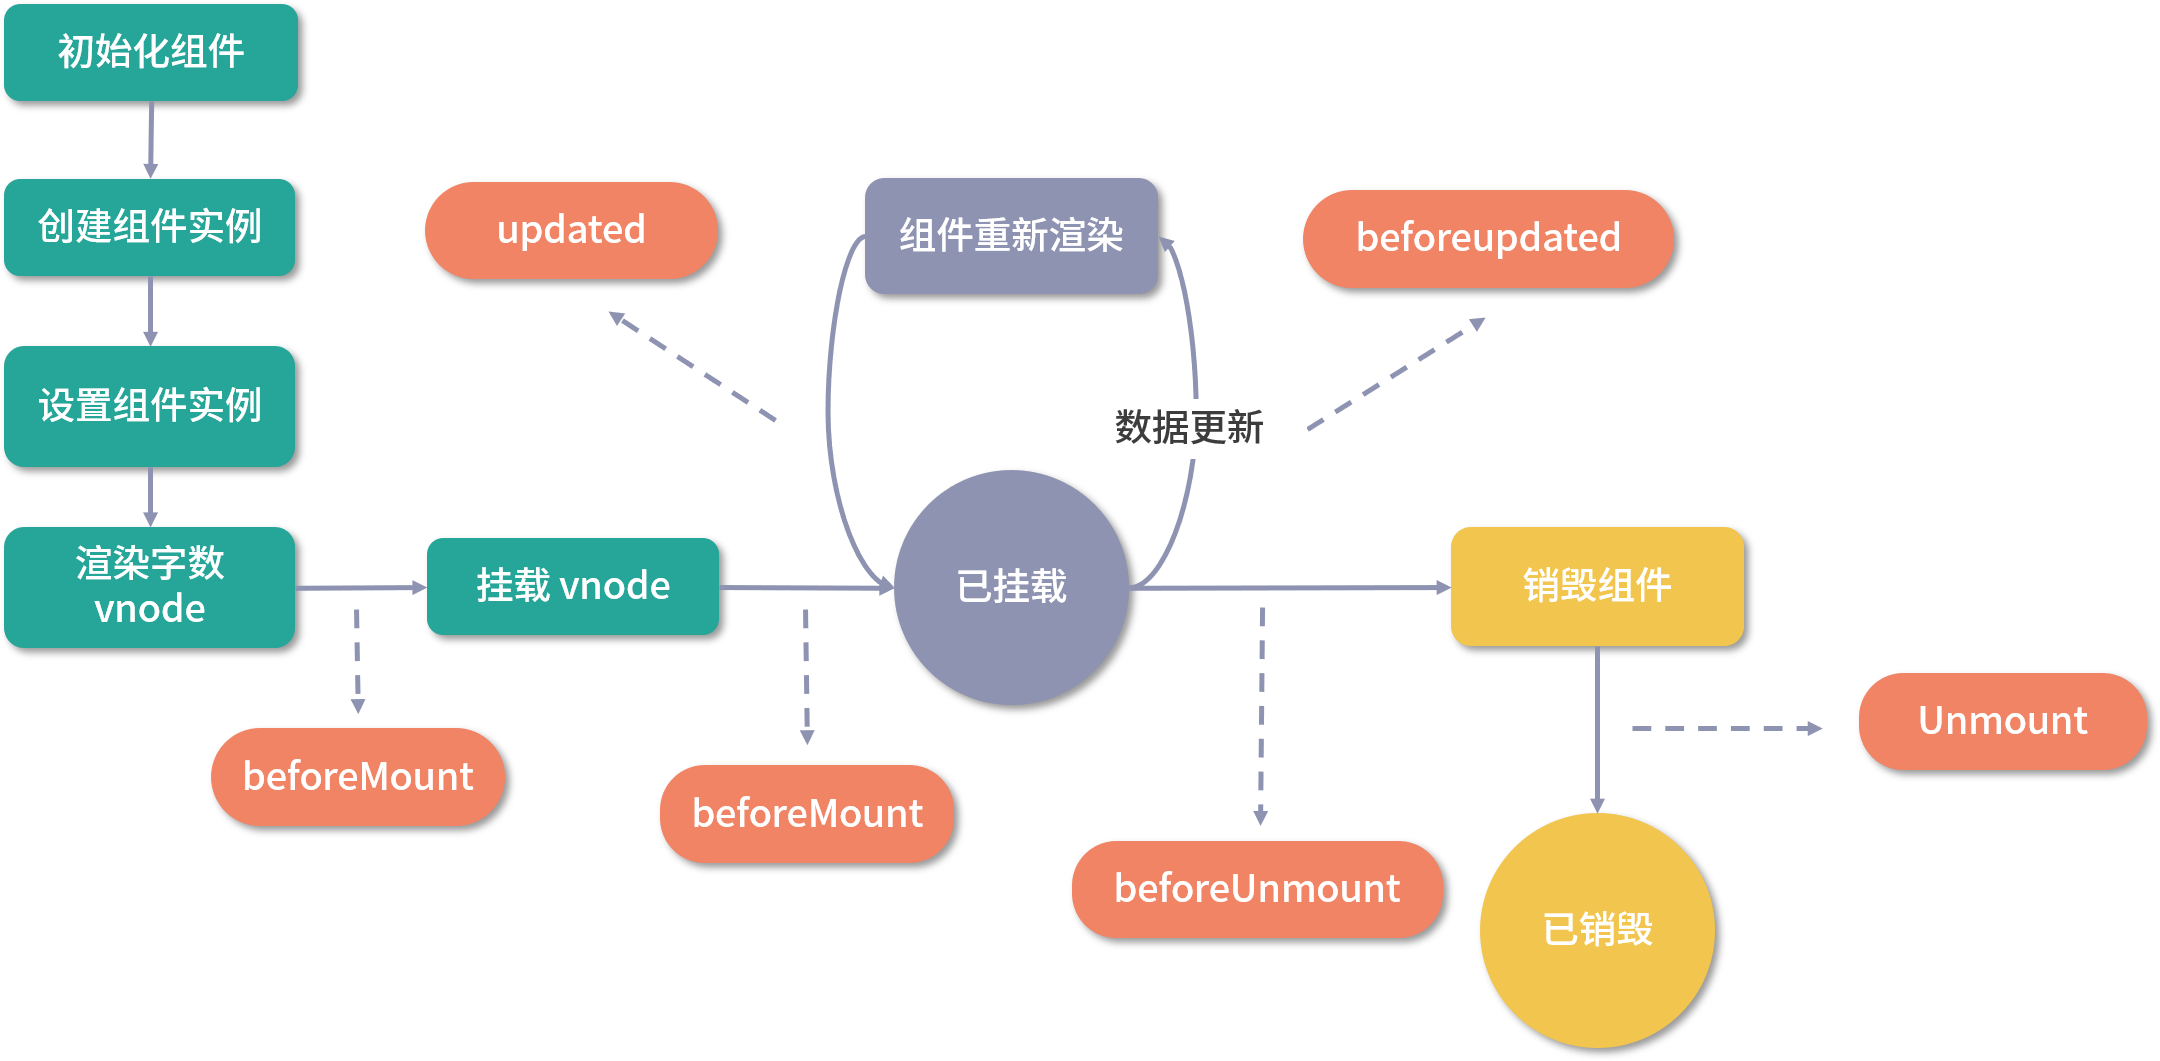 初始化组件
创建组件实例
updated
组件重新渲染
beforeupdated
设置组件实例
数据更新
渲染字数
vnode
挂载 vnode
已挂载
销毁组件
Unmount
beforeMount
beforeMount
beforeUnmount
已销毁